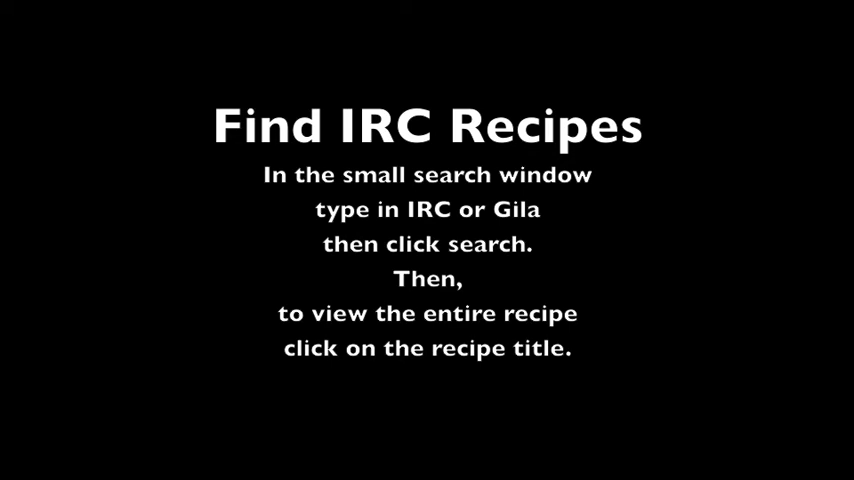 Find IRC Recipes
In the small search window
type in IRC or Gila
then click search.
Then,
to view the entire recipe
click on the recipe title.